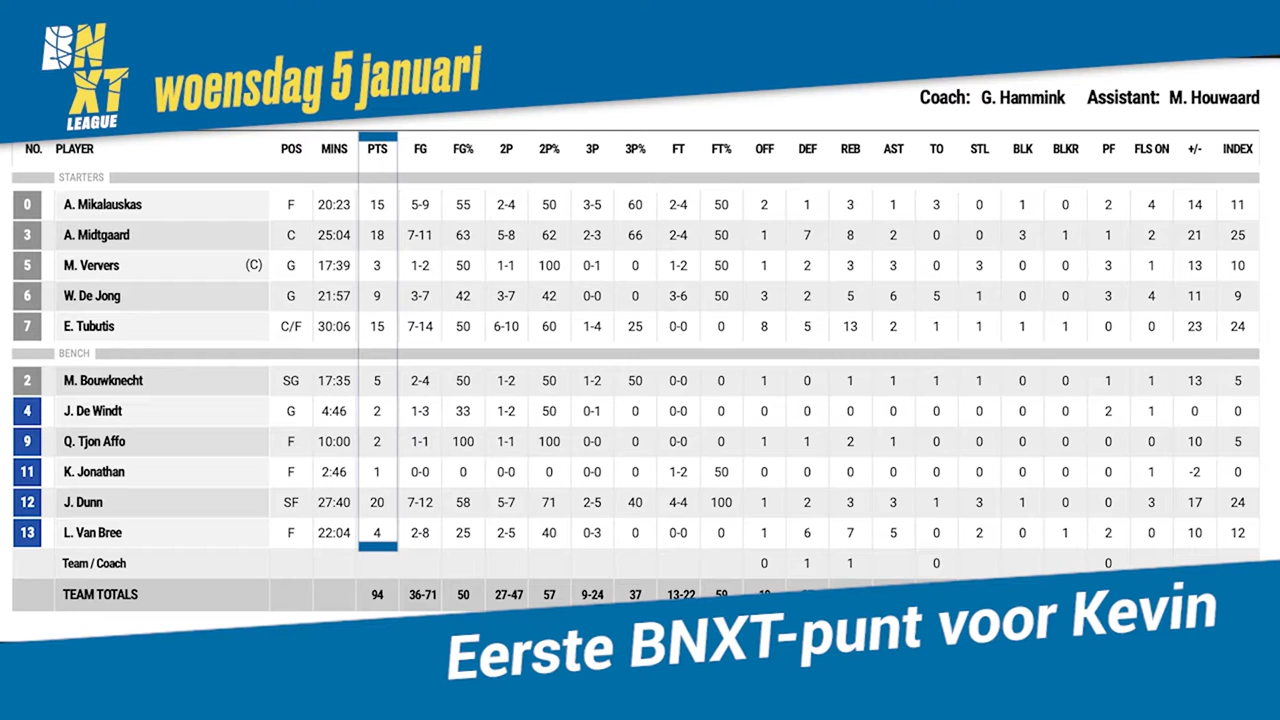 BN
XT
LEAGUE
woensdag 5 januari
Coach: G. Hammink Assistant: M. Houwaard
NO. PLAYER POS MINS PTS FG FG% 2P 2P% 3P 3P% FT FT% OFF DEF REB AST TO STL BLK BLKR PF FLS ON +/- INDEX
STARTERS
0 A. Mikalauskas F 20:23 15 5-9 55 2-4 50 3-5 60 2-4 50 2 1 3 1 3 0 1 0 2 4 14 11
3 A. Midtgaard C 25:04 18 7-11 63 5-8 62 2-3 66 2-4 50 1 7 8 2 0 0 3 1 1 2 21 25
5 M. Ververs (C) G 17:39 3 1-2 50 1-1 100 0-1 0 1-2 50 1 2 3 3 0 3 0 0 3 1 13 10
6 W. De Jong G 21:57 9 3-7 42 3-7 42 0-0 0 3-6 50 3 2 5 6 5 1 0 0 3 4 11 9
7 E. Tubutis C/F 30:06 15 7-14 50 6-10 60 1-4 25 0-0 0 8 5 13 2 1 1 1 1 0 0 23 24
BENCH
2 M. Bouwknecht SG 17:35 5 2-4 50 1-2 50 1-2 50 0-0 0 1 0 1 1 1 1 0 0 1 1 13 5
4 J. De Windt G 4:46 2 1-3 33 1-2 50 0-1 0 0-0 0 0 0 0 0 0 0 0 0 2 1 0 0
9 Q. Tjon Affo F 10:00 2 1-1 100 1-1 100 0-0 0 0-0 0 1 1 2 1 0 0 0 0 0 0 10 5
11 K. Jonathan F 2:46 1 0-0 0 0-0 0 0-0 0 1-2 50 0 0 0 0 0 0 0 0 0 1 -2 0
12 J. Dunn SF 27:40 20 7-12 58 5-7 71 2-5 40 4-4 100 1 2 3 3 1 3 1 0 0 3 17 24
13 L. Van Bree F 22:04 4 2-8 25 2-5 40 0-3 0 0-0 0 1 6 7 5 0 2 0 1 2 0 10 12
Team / Coach 0 1 1 0 0
TEAM TOTALS 94 36-71 50 27-47 57 9-24 37 13-22 59
Eerste BNXT-punt voor Kevin